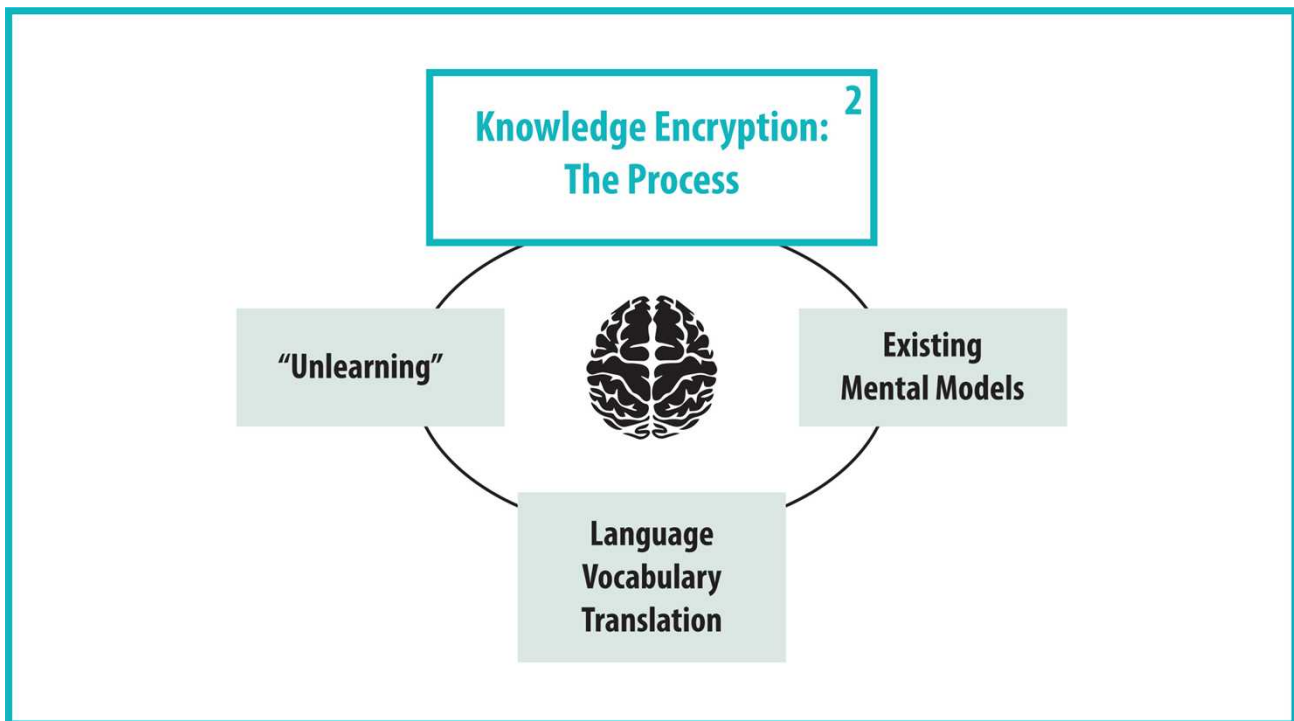 Knowledge Encryption: 2
The Process
“Unlearning”
Existing
Mental Models
Language
Vocabulary
Translation